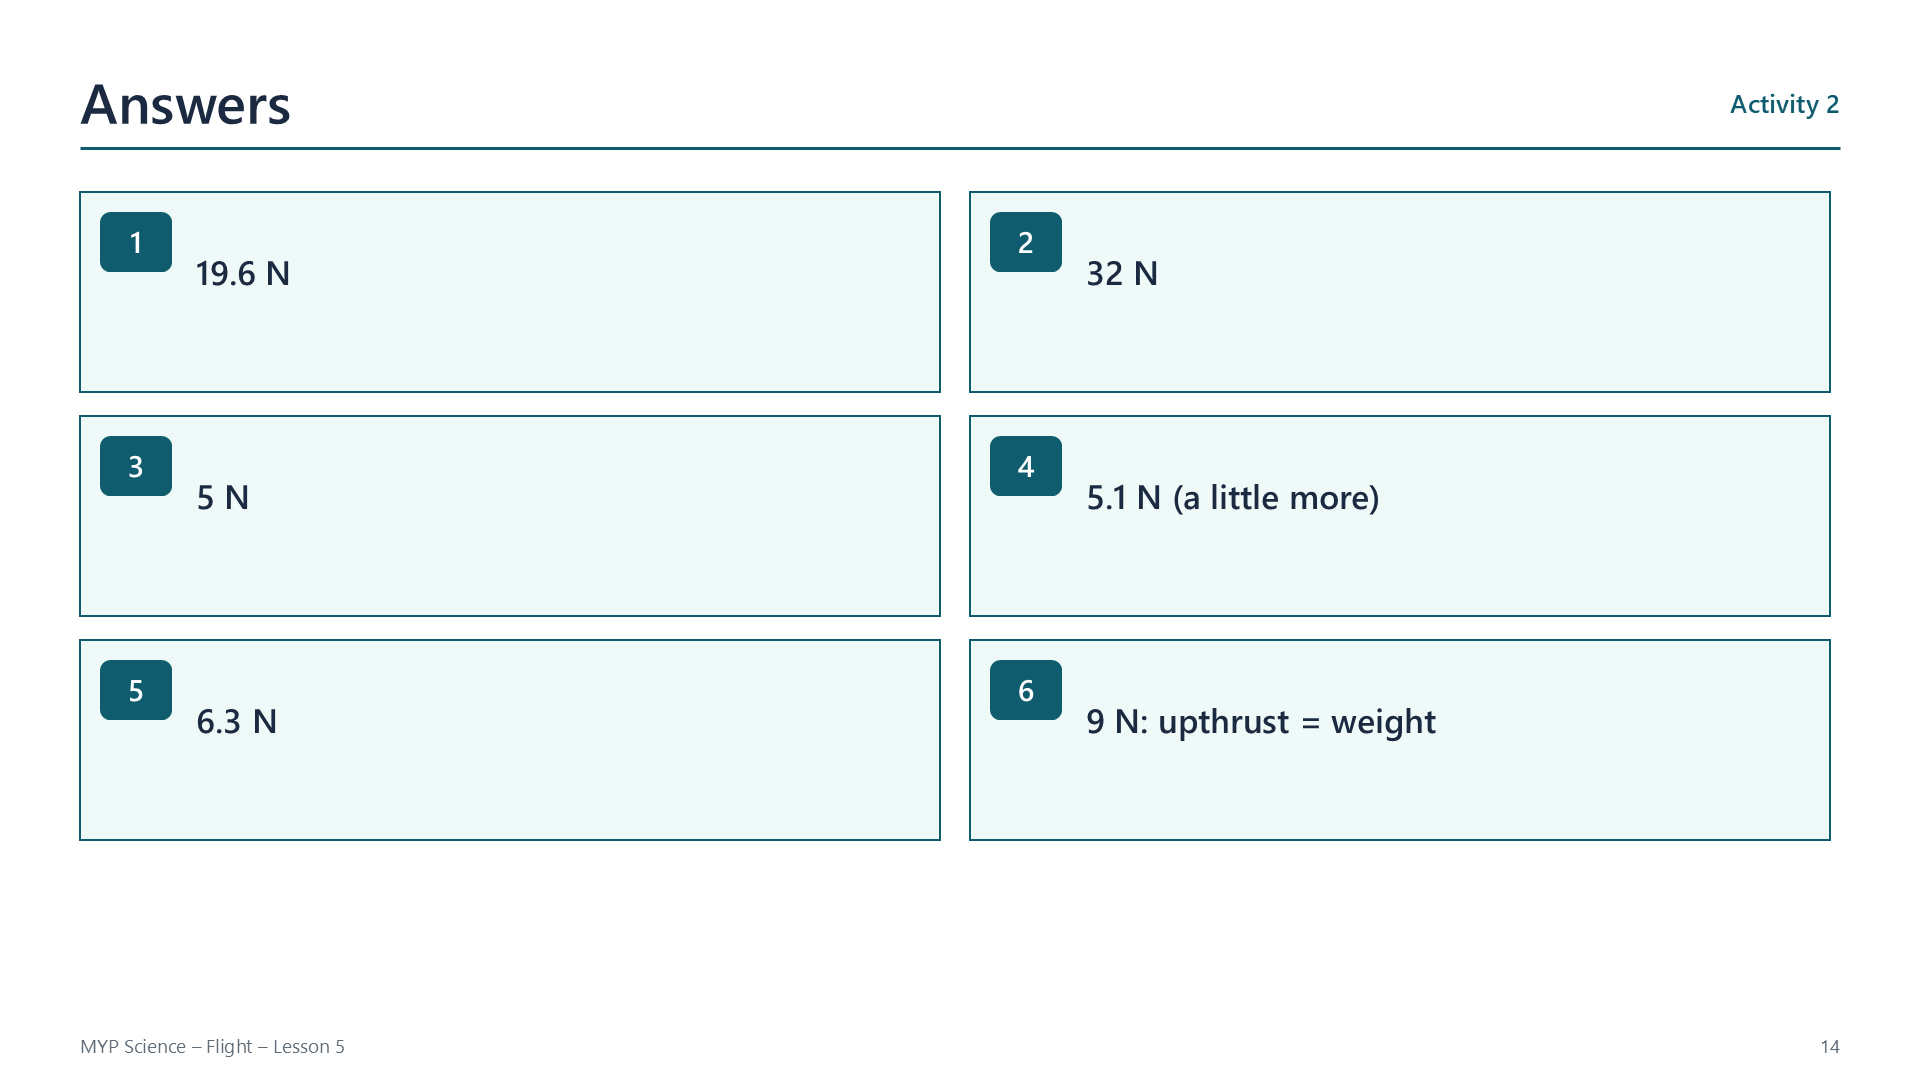 Answers
Activity 2
1
19.6 N
2
32 N
3
5 N
4
5.1 N (a little more)
5
6.3 N
6
9 N: upthrust = weight
MYP Science – Flight – Lesson 5
14